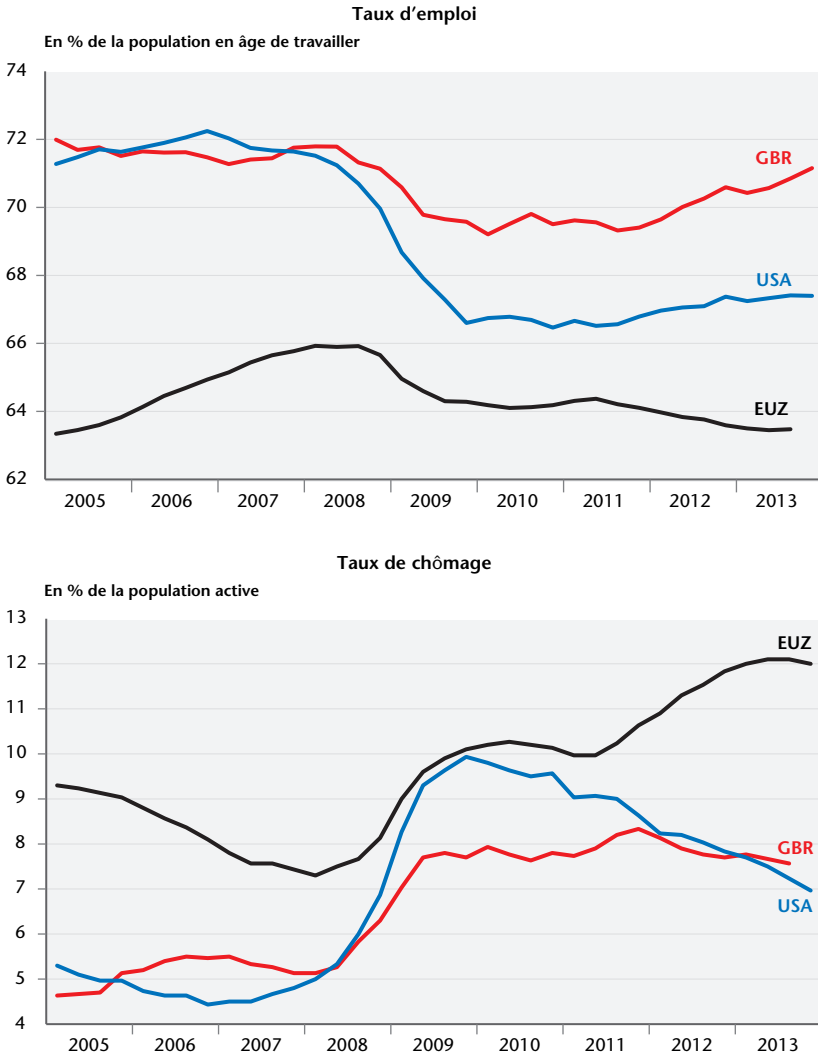 Taux d'emploi
En % de la population en âge de travailler
74
72
GBR
70
68
USA
66
64
EUZ
62
2005 2006 2007 2008 2009 2010 2011 2012 2013
Taux de chômage
En % de la population active
13
EUZ
12
11
10
9
8
GBR
7
USA
6
5
4
2005 2006 2007 2008 2009 2010 2011 2012 2013